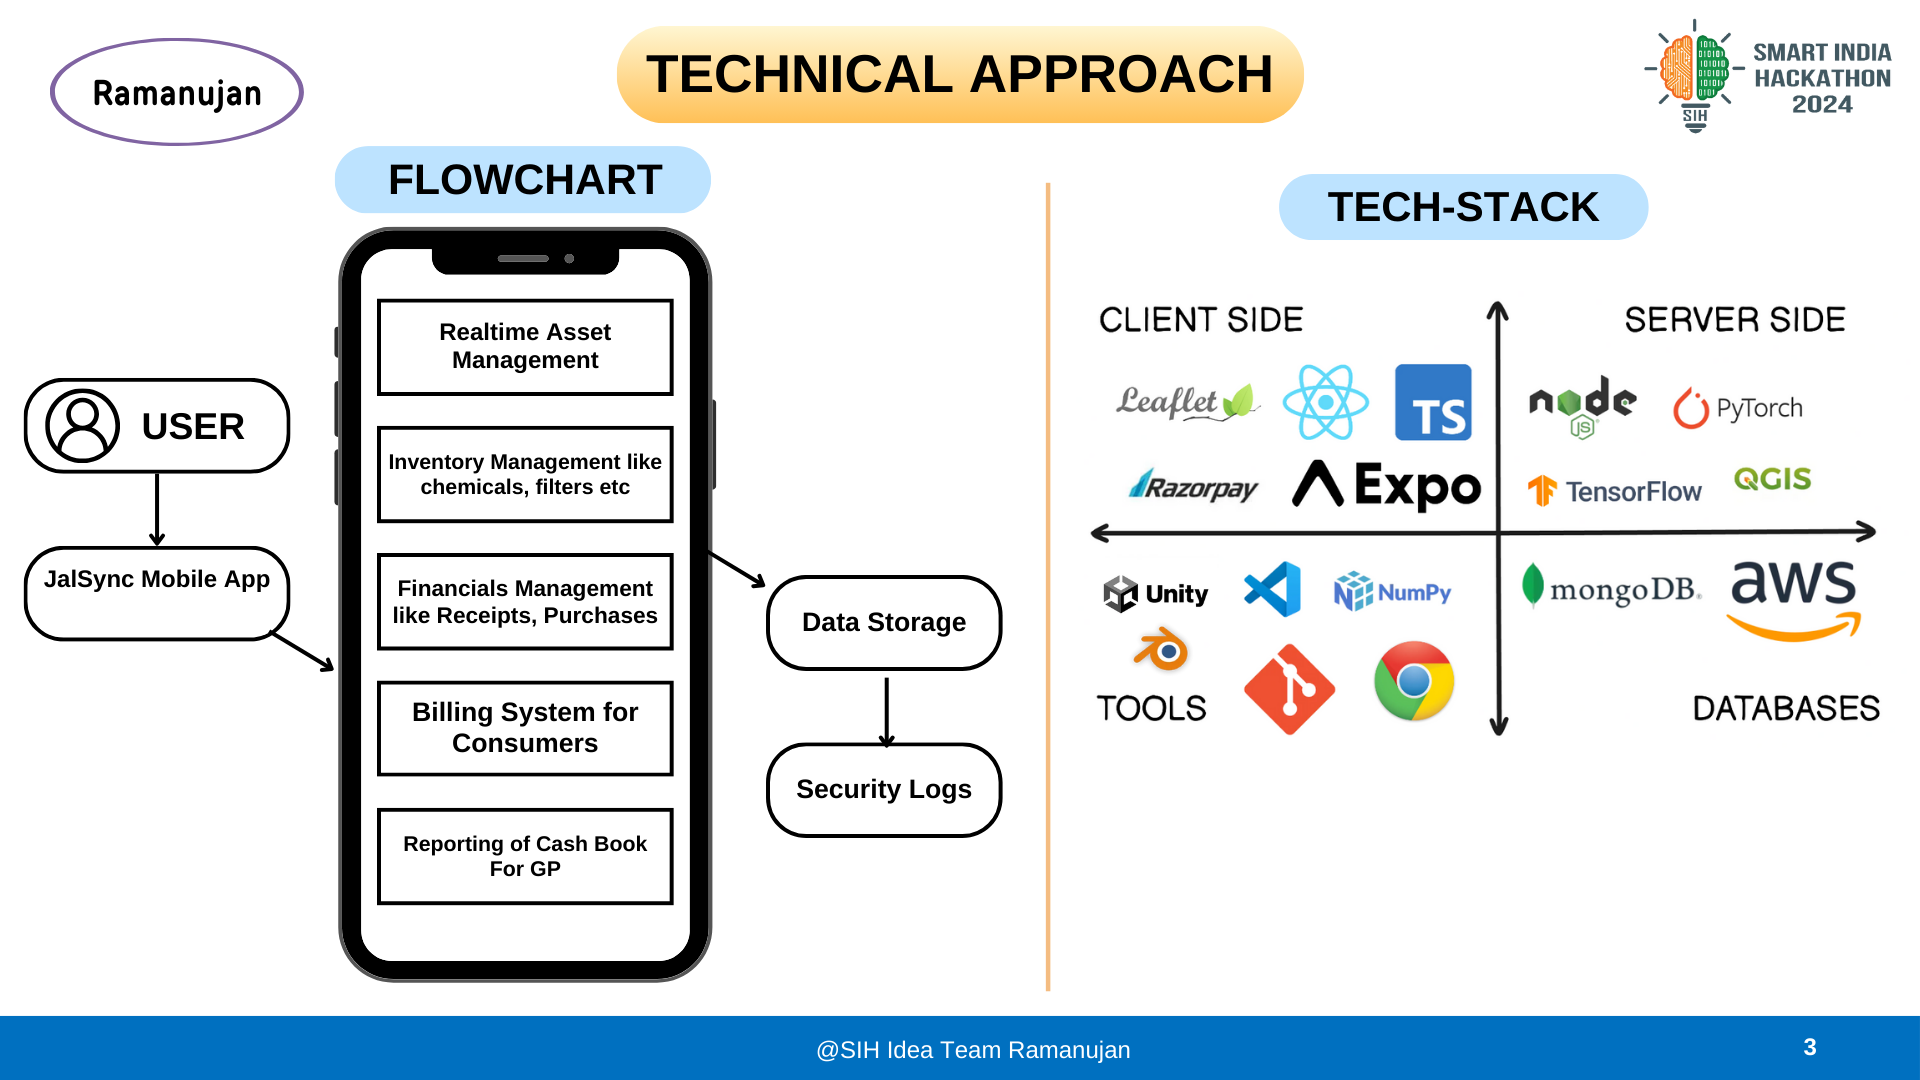 Ramanujan
TECHNICAL APPROACH
SMART INDIA
HACKATHON
2024
SIH
FLOWCHART
USER
JalSync Mobile App
Realtime Asset
Management
Inventory Management like
chemicals, filters etc
Financials Management
like Receipts, Purchases
Billing System for
Consumers
Reporting of Cash Book
For GP
Data Storage
Security Logs
TECH-STACK
CLIENT SIDE
Leaflet
TS
Razorpay
Expo
SERVER SIDE
node
JS
PyTorch
TensorFlow
QGIS
Unity
NumPy
TOOLS
mongoDB
aws
DATABASES
@SIH Idea Team Ramanujan
3